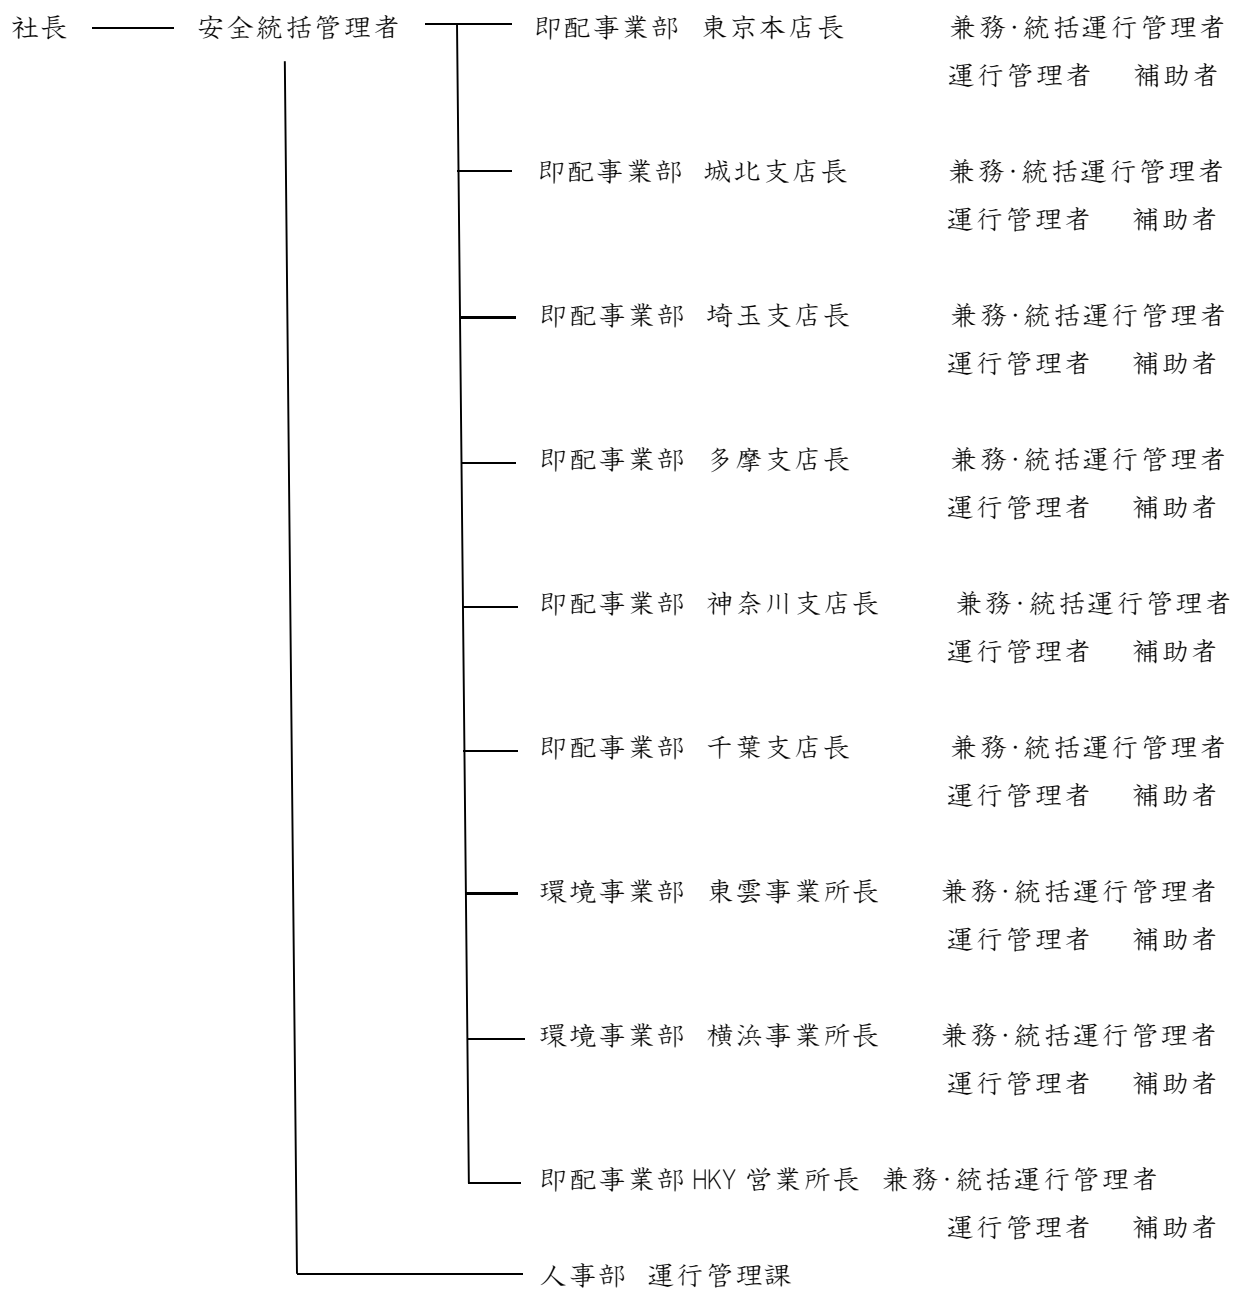 社長 安全統括管理者 即配事業部 東京本店長 兼務·統括運行管理者
運行管理者 補助者
即配事業部 城北支店長 兼務·統括運行管理者
運行管理者 補助者
即配事業部 埼玉支店長 兼務·統括運行管理者
運行管理者 補助者
即配事業部 多摩支店長 兼務·統括運行管理者
運行管理者 補助者
即配事業部 神奈川支店長 兼務·統括運行管理者
運行管理者 補助者
即配事業部 千葉支店長 兼務·統括運行管理者
運行管理者 補助者
環境事業部 東雲事業所長 兼務·統括運行管理者
運行管理者 補助者
環境事業部 横浜事業所長 兼務·統括運行管理者
運行管理者 補助者
即配事業部 HKY 営業所長 兼務·統括運行管理者
運行管理者 補助者
人事部 運行管理課